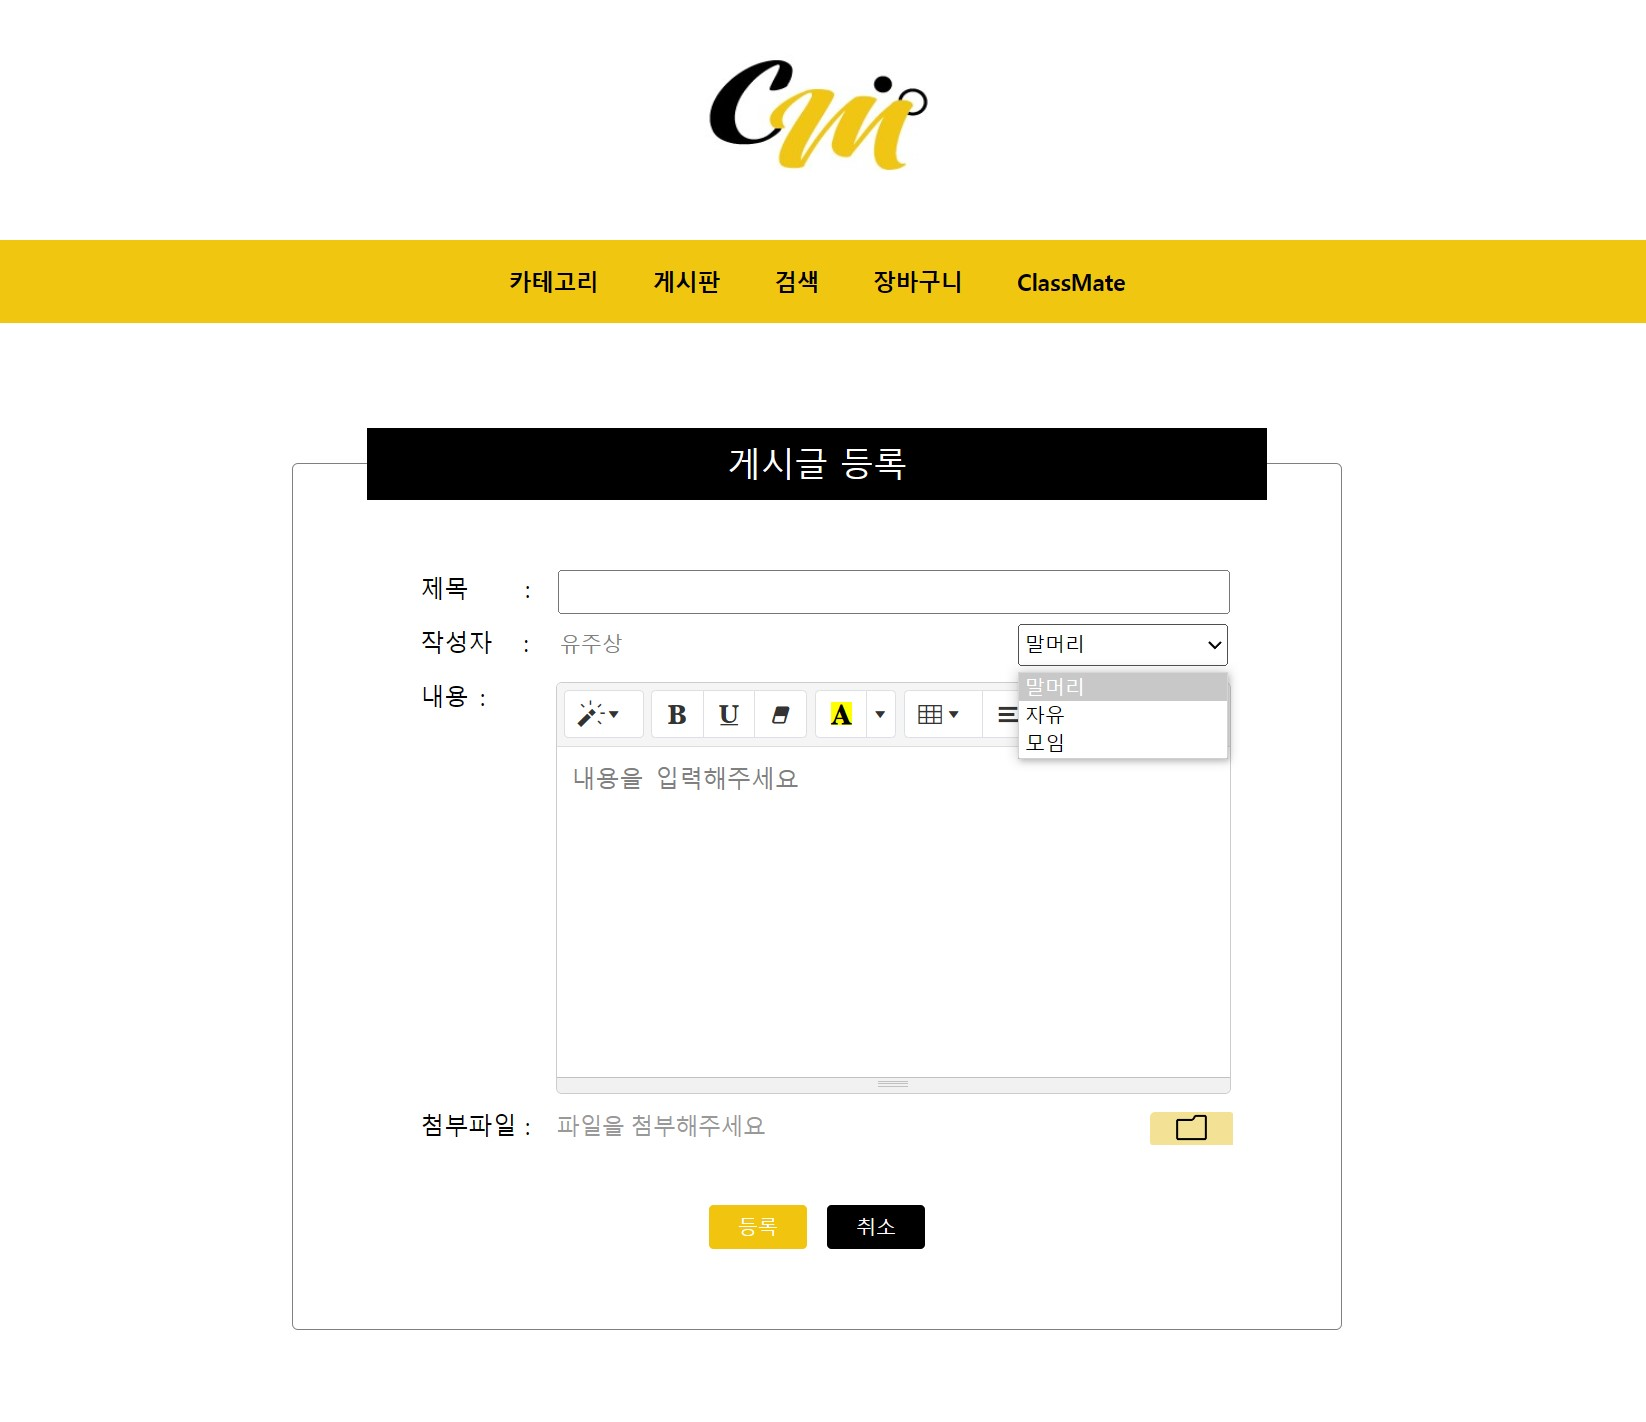 Cm
카테고리 게시판 검색 장바구니 ClassMate
게시글 등록
제목 :
작성자 : 유주상 말머리
내용 :
말머리
자유
모임
B U A
내용을 입력해주세요
첨부파일 : 파일을 첨부해주세요
등록 취소